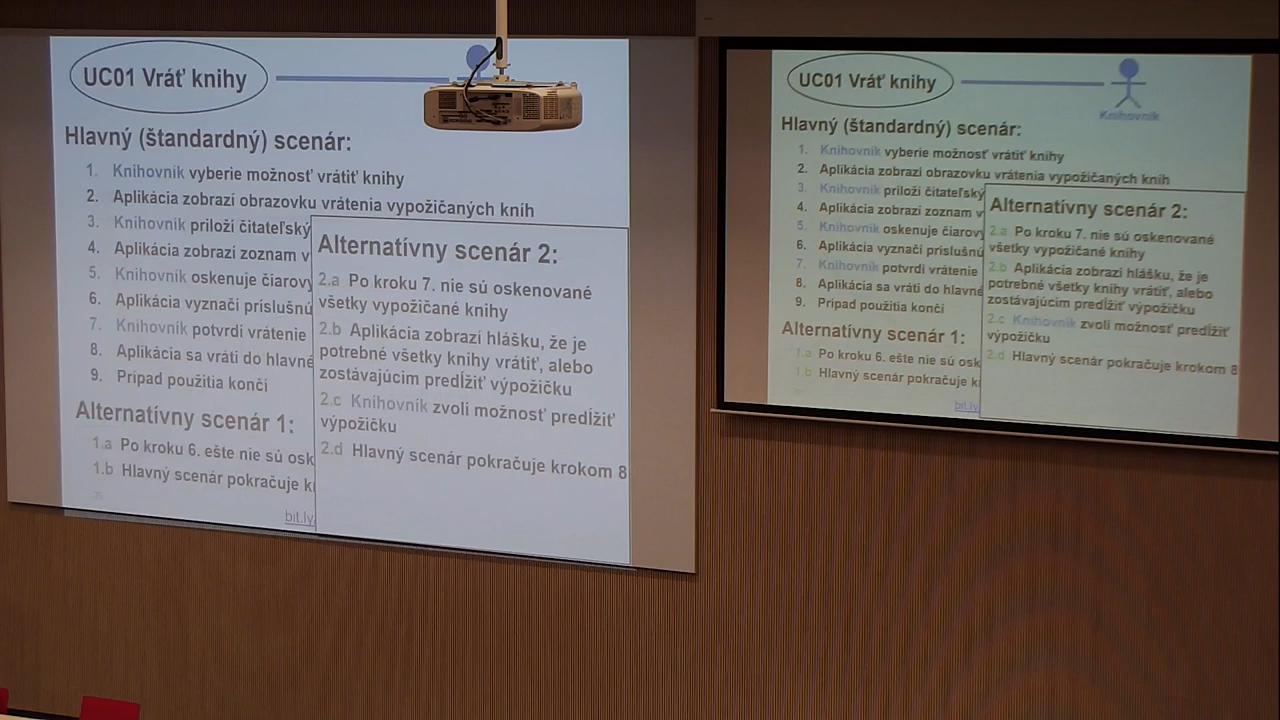 UC01 Vráť knihy
Hlavný (štandardný) scenár:
1. Knihovník vyberie možnosť vrátiť knihy
2. Aplikácia zobrazí obrazovku vrátenia vypožičaných kníh
3. Knihovník priloží čitateľský
4. Aplikácia zobrazí zoznam v
5. Knihovník oskenuje čiarov
6. Aplikácia vyznačí príslušnú
7. Knihovník potvrdí vrátenie
8. Aplikácia sa vráti do hlavné
9. Prípad použitia končí
Alternatívny scenár 1:
1.a Po kroku 6. ešte nie sú osk
1.b Hlavný scenár pokračuje k
bit.ly
Alternatívny scenár 2:
2.a Po kroku 7. nie sú oskenované
všetky vypožičané knihy
2.b Aplikácia zobrazí hlášku, že je
potrebné všetky knihy vrátiť, alebo
zostávajúcim predĺžiť výpožičku
2.c Knihovník zvolí možnosť predĺžiť
výpožičku
2.d Hlavný scenár pokračuje krokom 8
UC01 Vráť knihy
Knihovník
Hlavný (štandardný) scenár:
1. Knihovník vyberie možnosť vrátiť knihy
2. Aplikácia zobrazí obrazovku vrátenia vypožičaných kníh
3. Knihovník priloží čitateľský
4. Aplikácia zobrazí zoznam v
5. Knihovník oskenuje čiarov
6. Aplikácia vyznačí príslušnú
7. Knihovník potvrdí vrátenie
8. Aplikácia sa vráti do hlavné
9. Prípad použitia končí
Alternatívny scenár 1:
1.a Po kroku 6. ešte nie sú osk
1.b Hlavný scenár pokračuje k
bit.ly
Alternatívny scenár 2:
2.a Po kroku 7. nie sú oskenované
všetky vypožičané knihy
2.b Aplikácia zobrazí hlášku, že je
potrebné všetky knihy vrátiť, alebo
zostávajúcim predĺžiť výpožičku
2.c Knihovník zvolí možnosť predĺžiť
výpožičku
2.d Hlavný scenár pokračuje krokom 8